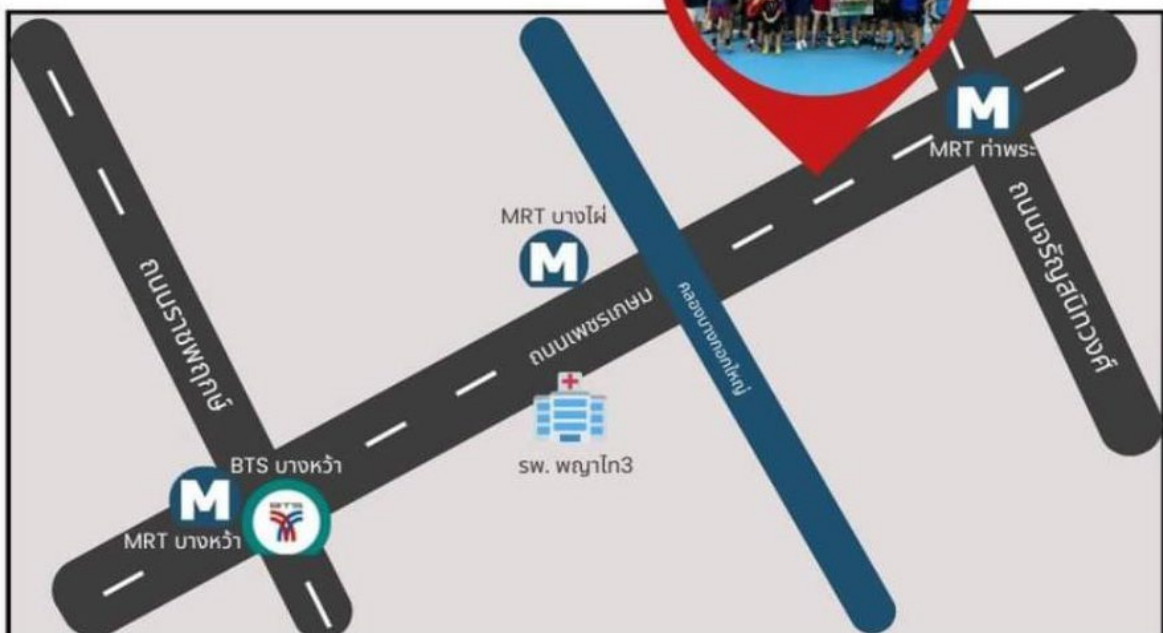 M
MRT ท่าพระ
MRT บางไผ่
M
ถนนจรัญสนิทวงศ์
ถนนราชพฤกษ์
ถนนเพชรเกษม
คลองบางกอกใหญ่
รพ. พญาไท3
BTS บางหว้า
M
BTS
MRT บางหว้า